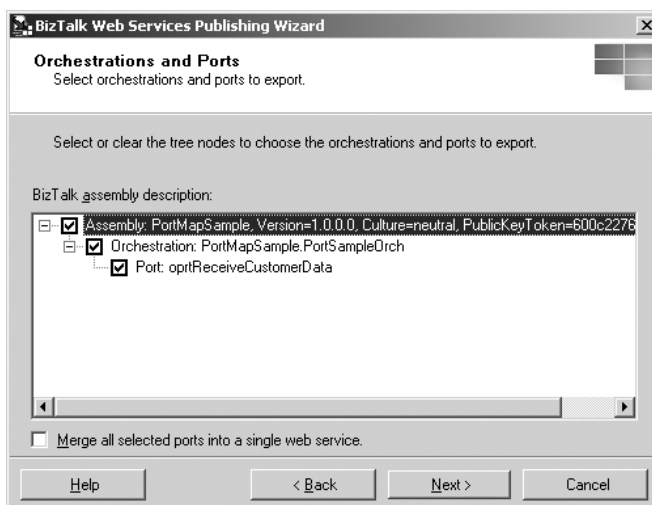 BizTalk Web Services Publishing Wizard
Orchestrations and Ports
Select orchestrations and ports to export.
Select or clear the tree nodes to choose the orchestrations and ports to export.
BizTalk assembly description:
Assembly: PortMapSample, Version=1.0.0.0, Culture=neutral, PublicKeyToken=600c2276
Orchestration: PortMapSample.PortSampleOrch
Port: oprtReceiveCustomerData
Merge all selected ports into a single web service.
Help < Back Next > Cancel